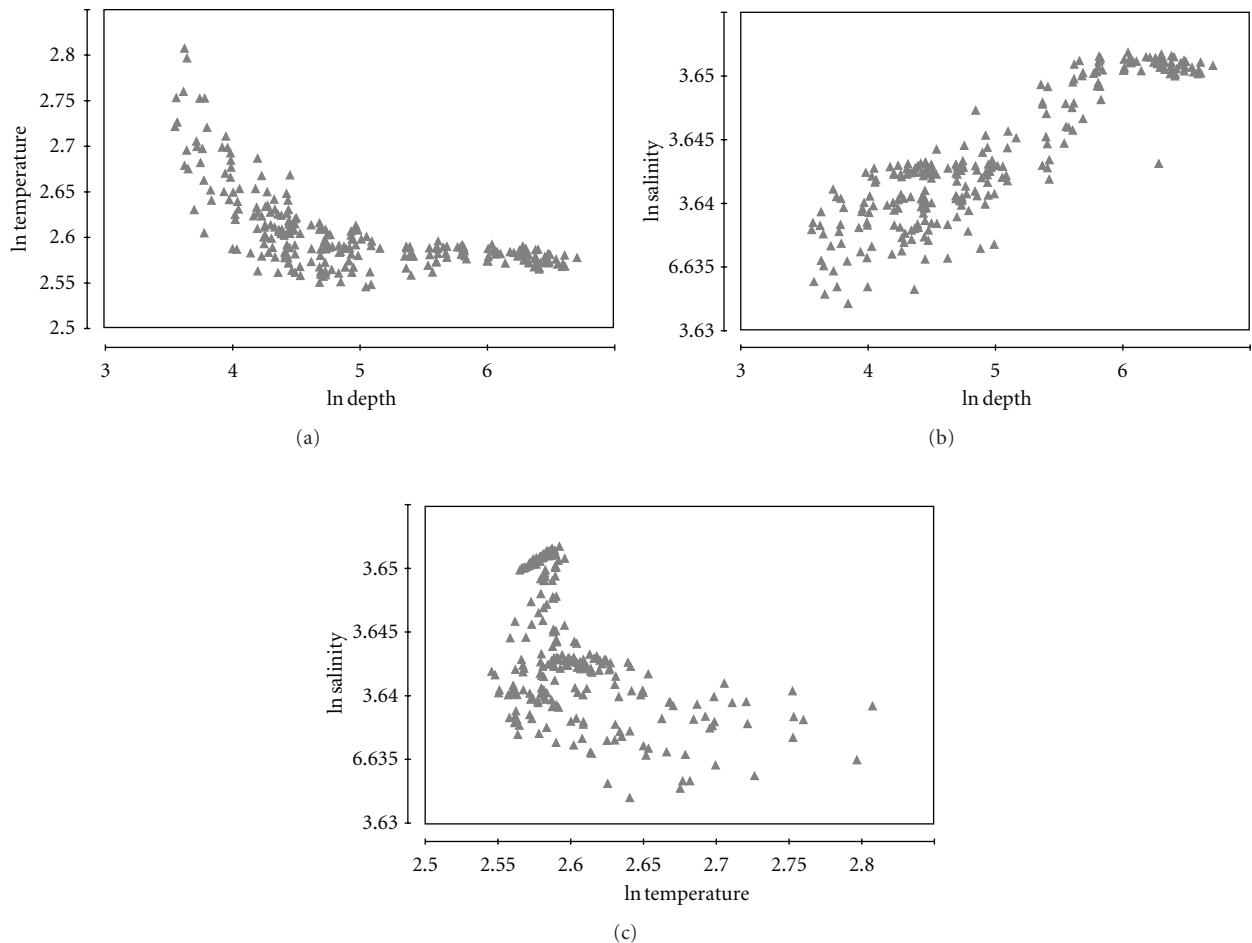 2.8
2.75
2.7
2.65
2.6
2.55
2.5
ln temperature
3 4 5 6
ln depth
(a)
3.65
3.645
3.64
6.635
3.63
ln salinity
3 4 5 6
ln depth
(b)
3.65
3.645
3.64
6.635
3.63
ln salinity
2.5 2.55 2.6 2.65 2.7 2.75 2.8
ln temperature
(c)